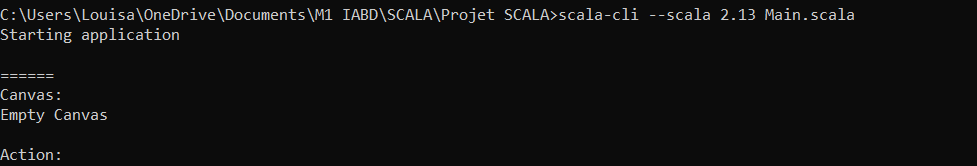 C:\Users\Louisa\OneDrive\Documents\M1 IABD\SCALA\Projet SCALA>scala-cli --scala 2.13 Main.scala
Starting application
======
Canvas:
Empty Canvas
Action: